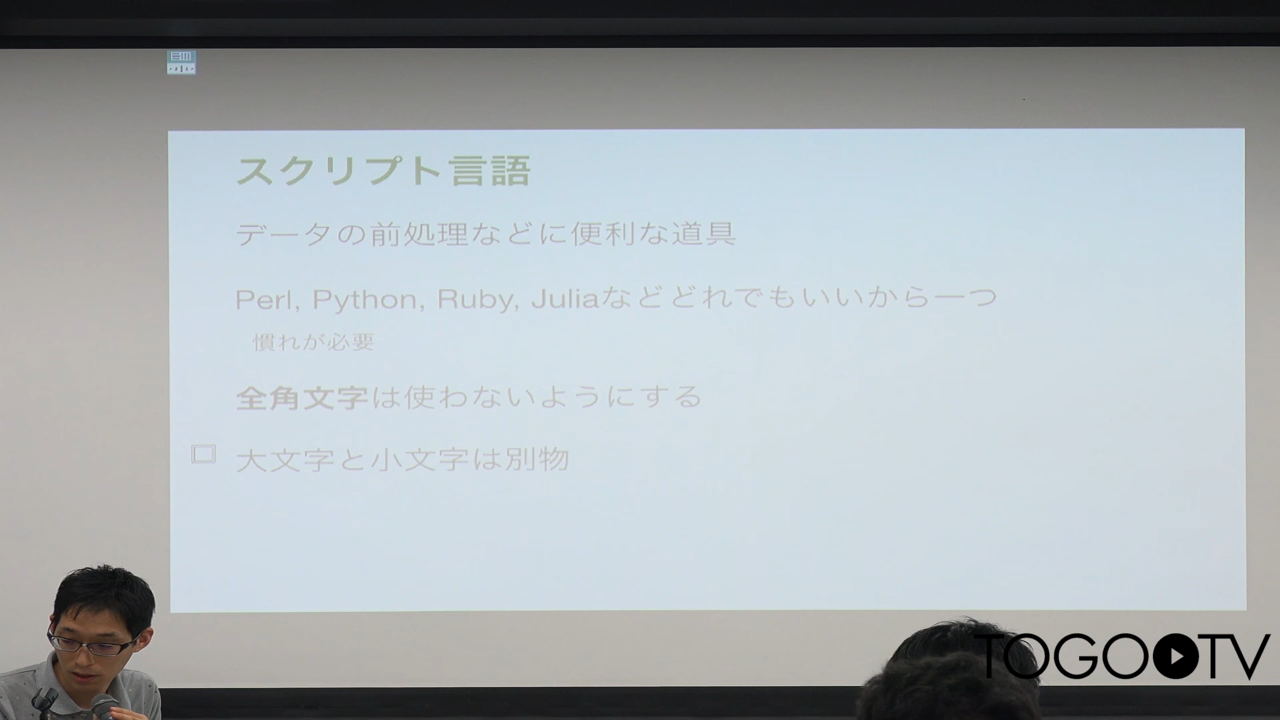 スクリプト言語
データの前処理などに便利な道具
Perl, Python, Ruby, Juliaなどどれでもいいから一つ
慣れが必要
全角文字は使わないようにする
大文字と小文字は別物
TOGOTV